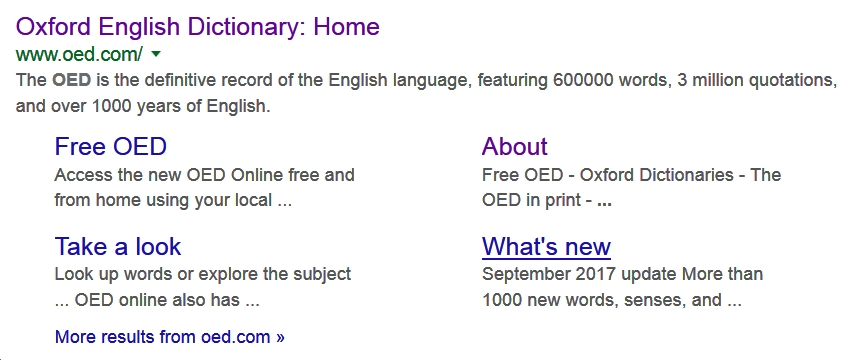 Oxford English Dictionary: Home
www.oed.com/
The OED is the definitive record of the English language, featuring 600000 words, 3 million quotations,
and over 1000 years of English.
Free OED
Access the new OED Online free and
from home using your local ...
About
Free OED - Oxford Dictionaries - The
OED in print - ...
Take a look
Look up words or explore the subject
... OED online also has ...
What's new
September 2017 update More than
1000 new words, senses, and ...
More results from oed.com »